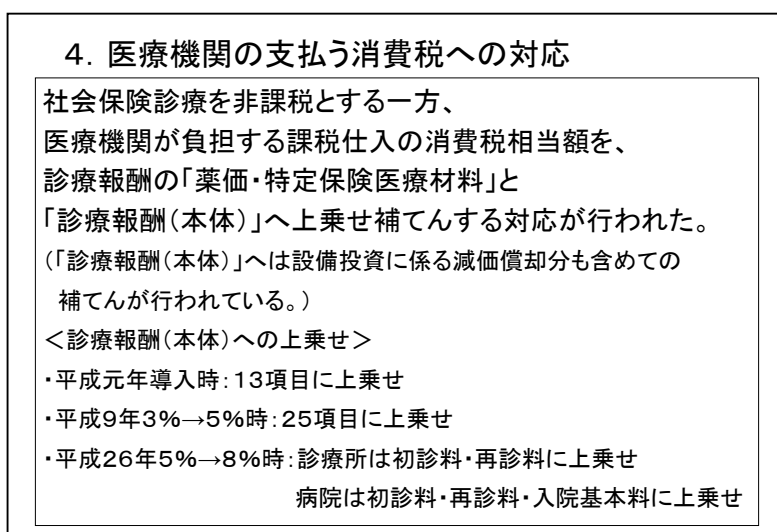 ４．医療機関の支払う消費税への対応
社会保険診療を非課税とする一方、
医療機関が負担する課税仕入の消費税相当額を、
診療報酬の「薬価・特定保険医療材料」と
「診療報酬（本体）」へ上乗せ補てんする対応が行われた。
（「診療報酬（本体）」へは設備投資に係る減価償却分も含めての
補てんが行われている。）
＜診療報酬（本体）への上乗せ＞
・平成元年導入時：１３項目に上乗せ
・平成９年３％→５％時：２５項目に上乗せ
・平成２６年５％→８％時：診療所は初診料・再診料に上乗せ
病院は初診料・再診料・入院基本料に上乗せ